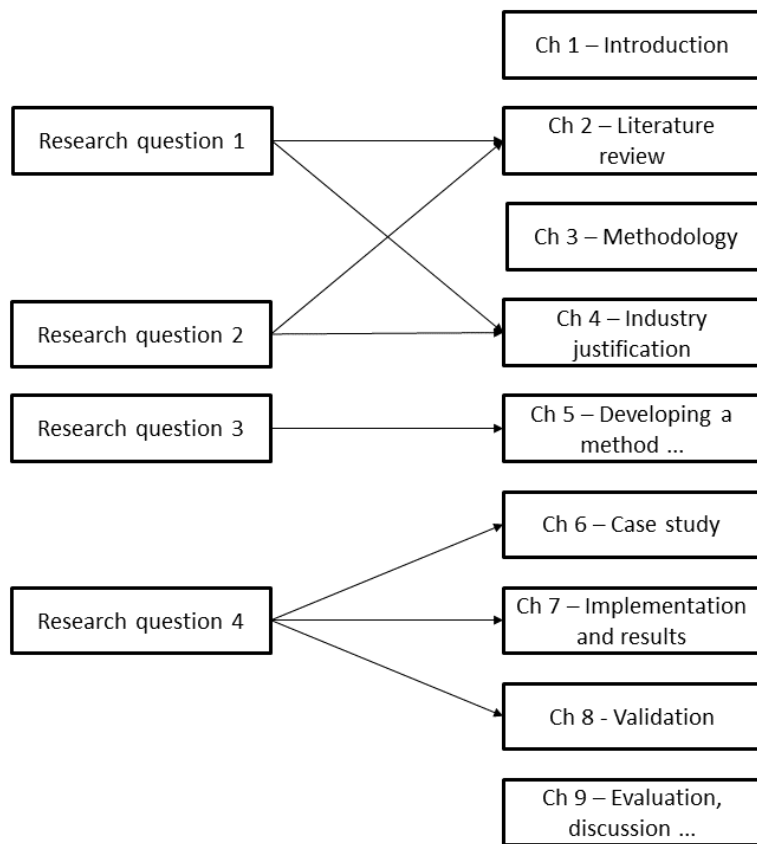 Ch 1 – Introduction
Research question 1
Ch 2 – Literature
review
Ch 3 – Methodology
Research question 2
Ch 4 – Industry
justification
Research question 3
Ch 5 – Developing a
method ...
Ch 6 – Case study
Research question 4
Ch 7 – Implementation
and results
Ch 8 - Validation
Ch 9 – Evaluation,
discussion ...